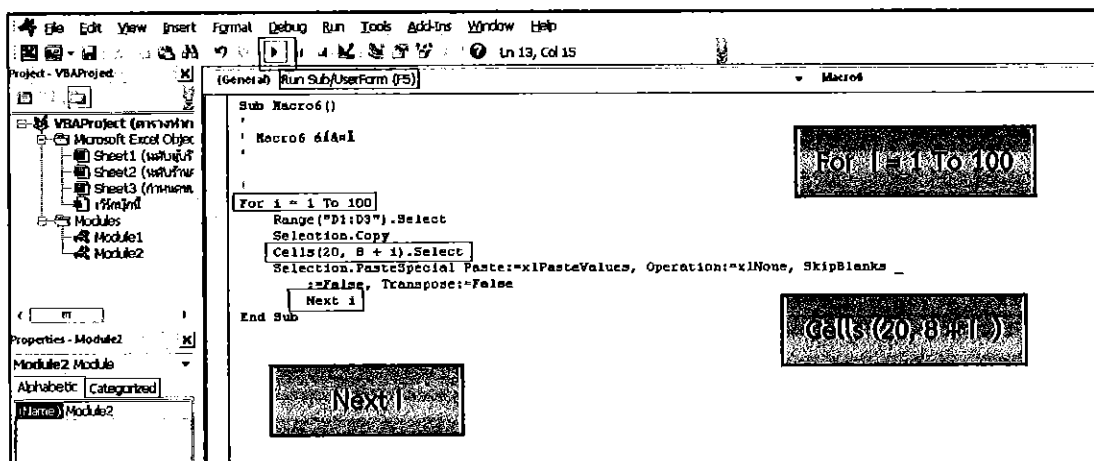 File Edit View Insert Format Debug Run Tools Add-Ins Window Help
Ln 13, Col 15
Project - VBAProject
(General) Run Sub/UserForm (F5)
Macro6
VBAProject
Microsoft Excel Objec
Sheet1
Sheet2
Sheet3
Modules
Module1
Module2
Properties - Module2
Module2 Module
Alphabetic Categorized
(Name) Module2
Sub Macro6()
'
' Macro6
'
'
For i = 1 To 100
Range("D1:D3").Select
Selection.Copy
Cells(20, 8 + i).Select
Selection.PasteSpecial Paste:=xlPasteValues, Operation:=xlNone, SkipBlanks _
:=False, Transpose:=False
Next i
End Sub
For I = 1 To 100
Cells (20, 8 + I )
Next I